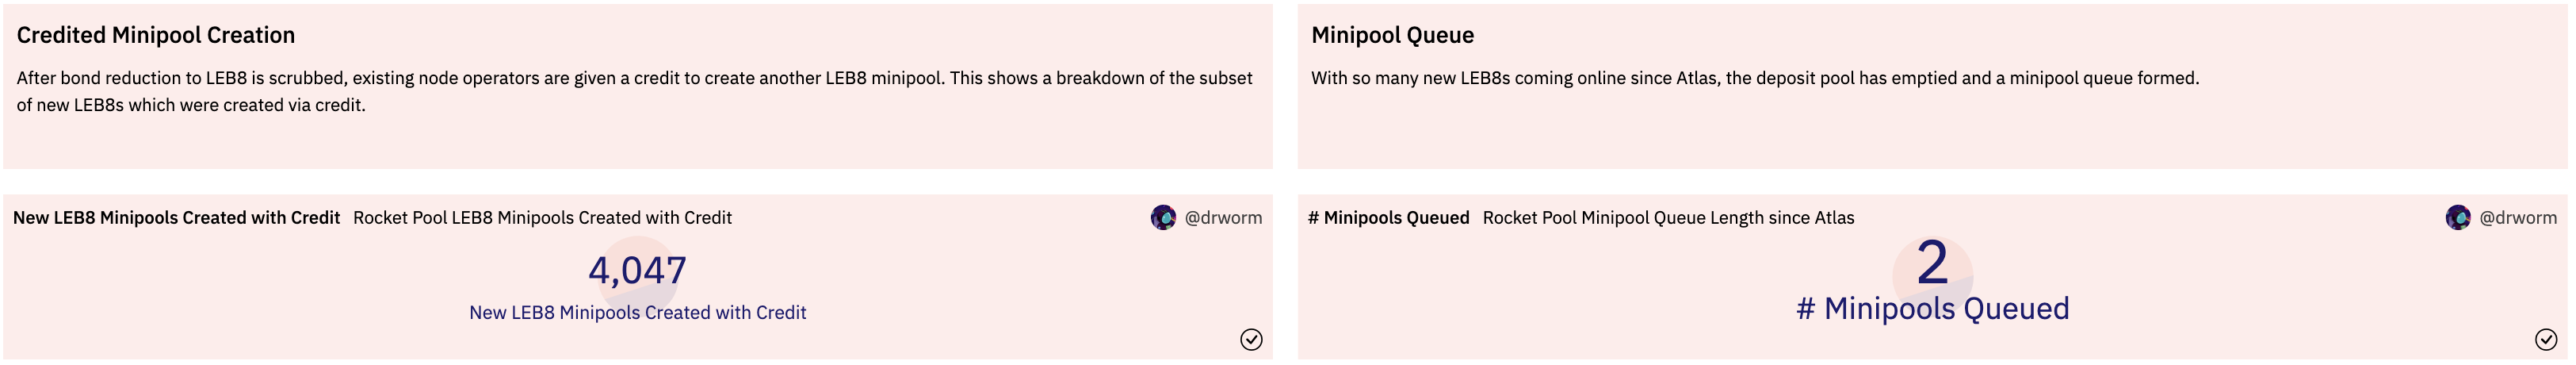 Credited Minipool Creation
After bond reduction to LEB8 is scrubbed, existing node operators are given a credit to create another LEB8 minipool. This shows a breakdown of the subset
of new LEB8s which were created via credit.
Minipool Queue
With so many new LEB8s coming online since Atlas, the deposit pool has emptied and a minipool queue formed.
New LEB8 Minipools Created with Credit Rocket Pool LEB8 Minipools Created with Credit @drworm
4,047
New LEB8 Minipools Created with Credit
# Minipools Queued Rocket Pool Minipool Queue Length since Atlas @drworm
2
# Minipools Queued